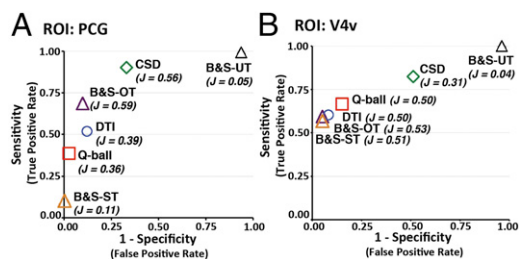 A ROI: PCG
Sensitivity
(True Positive Rate)
1.00
0.75
0.50
0.25
0.00
CSD
(J = 0.56)
B&S-UT
(J = 0.05)
B&S-OT
(J = 0.59)
DTI
(J = 0.39)
Q-ball
(J = 0.36)
B&S-ST
(J = 0.11)
0.00 0.25 0.50 0.75 1.00
1 - Specificity
(False Positive Rate)
B ROI: V4v
Sensitivity
(True Positive Rate)
1.00
0.75
0.50
0.25
0.00
B&S-UT
(J = 0.04)
CSD
(J = 0.31)
Q-ball (J = 0.50)
DTI (J = 0.50)
B&S-OT (J = 0.53)
B&S-ST (J = 0.51)
0.00 0.25 0.50 0.75 1.00
1 - Specificity
(False Positive Rate)